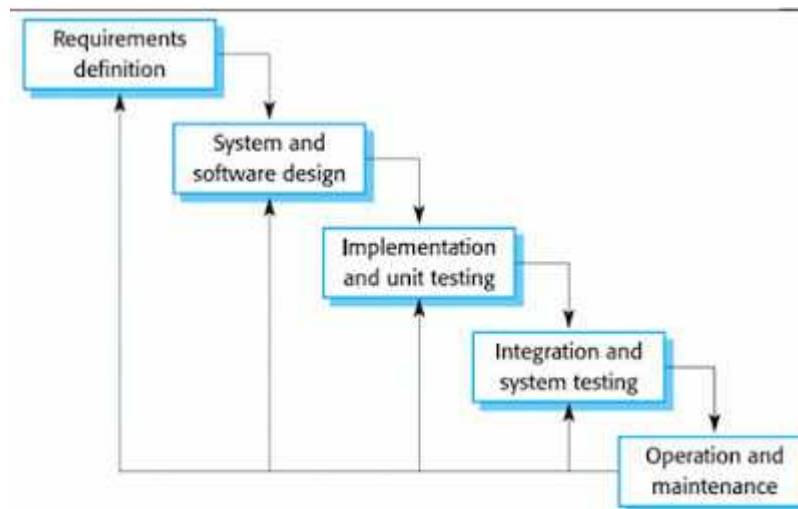 Requirements
definition
System and
software design
Implementation
and unit testing
Integration and
system testing
Operation and
maintenance